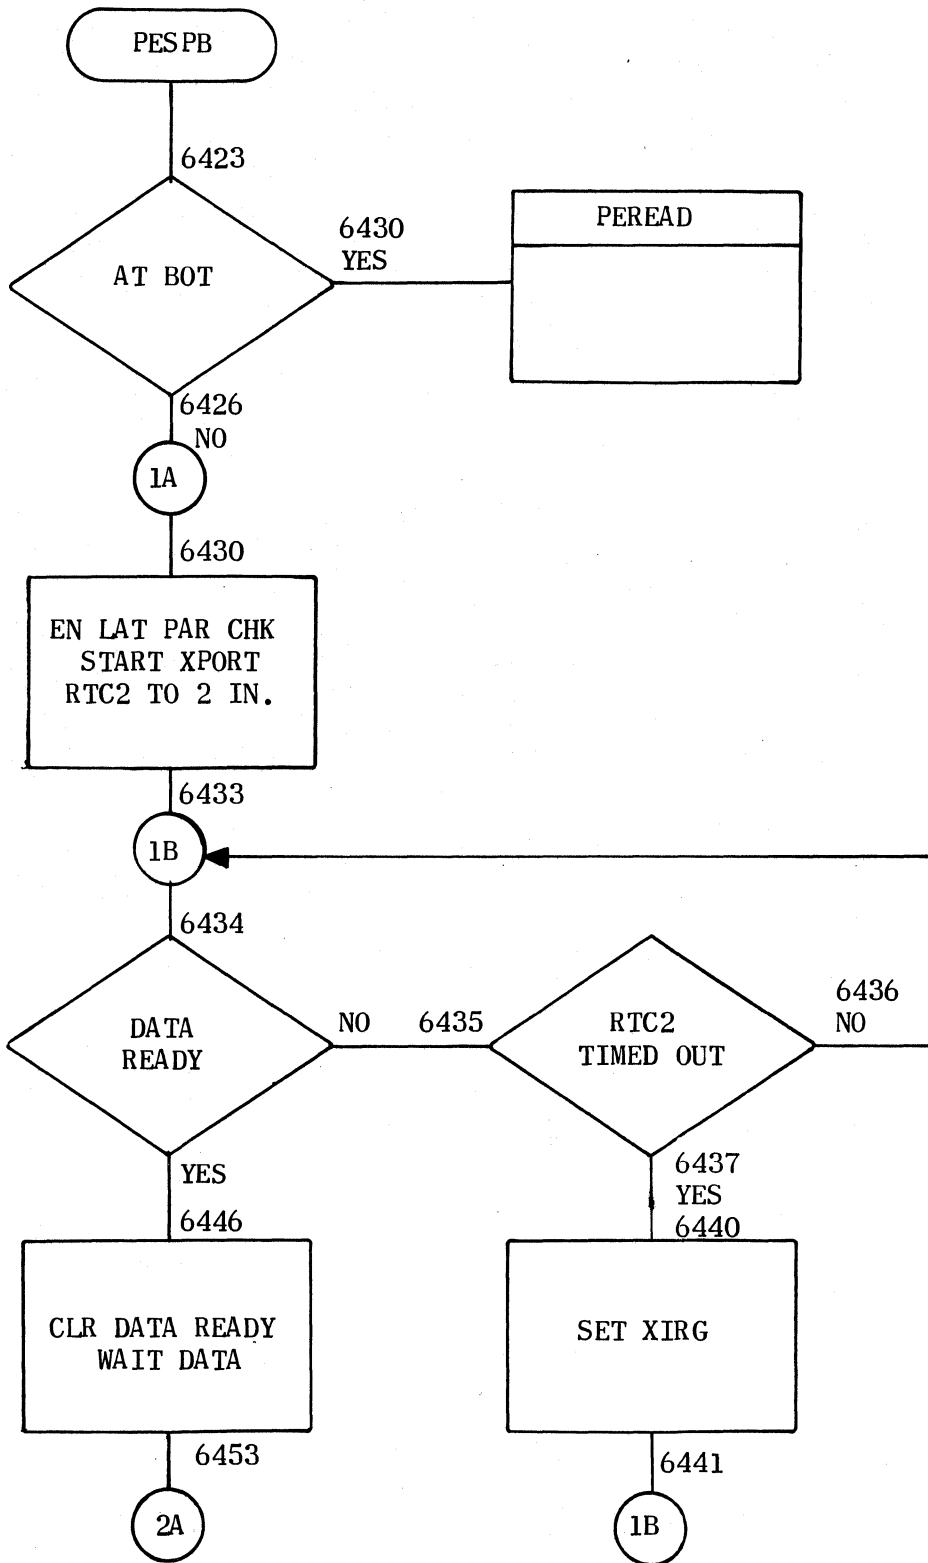 PESPB
6423
AT BOT
6430
YES
PEREAD
6426
NO
1A
6430
EN LAT PAR CHK
START XPORT
RTC2 TO 2 IN.
6433
1B
6434
DATA
READY
NO
6435
RTC2
TIMED OUT
6436
NO
YES
6446
6437
YES
6440
CLR DATA READY
WAIT DATA
SET XIRG
6453
6441
2A
1B